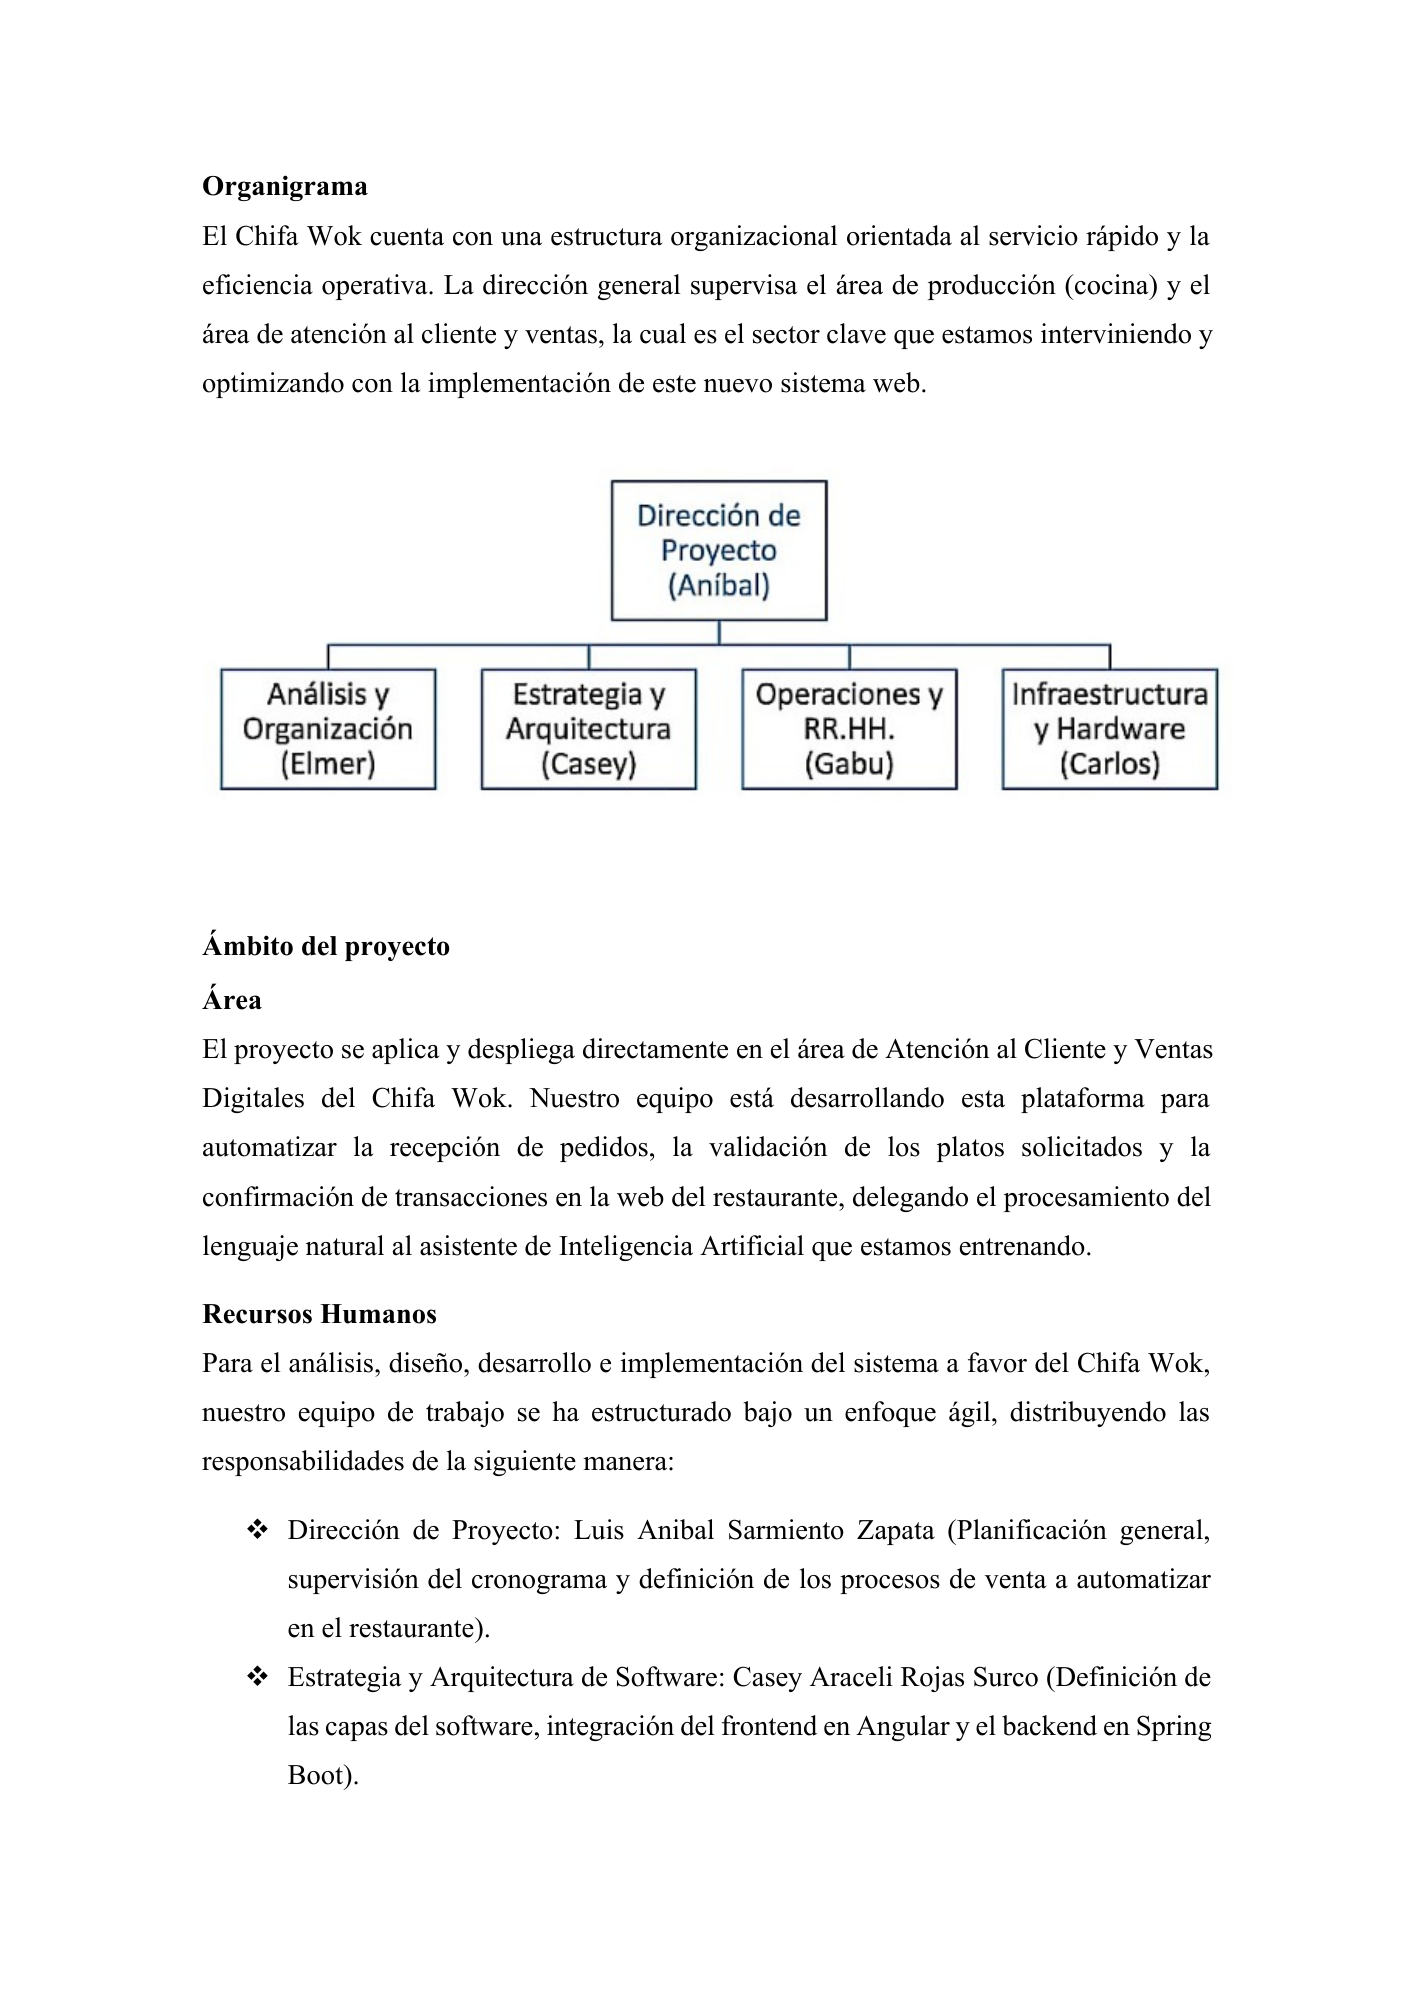 Organigrama
El Chifa Wok cuenta con una estructura organizacional orientada al servicio rápido y la
eficiencia operativa. La dirección general supervisa el área de producción (cocina) y el
área de atención al cliente y ventas, la cual es el sector clave que estamos interviniendo y
optimizando con la implementación de este nuevo sistema web.
Dirección de
Proyecto
(Aníbal)
Análisis y
Organización
(Elmer)
Estrategia y
Arquitectura
(Casey)
Operaciones y
RR.HH.
(Gabu)
Infraestructura
y Hardware
(Carlos)
Ámbito del proyecto
Área
El proyecto se aplica y despliega directamente en el área de Atención al Cliente y Ventas
Digitales del Chifa Wok. Nuestro equipo está desarrollando esta plataforma para
automatizar la recepción de pedidos, la validación de los platos solicitados y la
confirmación de transacciones en la web del restaurante, delegando el procesamiento del
lenguaje natural al asistente de Inteligencia Artificial que estamos entrenando.
Recursos Humanos
Para el análisis, diseño, desarrollo e implementación del sistema a favor del Chifa Wok,
nuestro equipo de trabajo se ha estructurado bajo un enfoque ágil, distribuyendo las
responsabilidades de la siguiente manera:
❖ Dirección de Proyecto: Luis Anibal Sarmiento Zapata (Planificación general,
supervisión del cronograma y definición de los procesos de venta a automatizar
en el restaurante).
❖ Estrategia y Arquitectura de Software: Casey Araceli Rojas Surco (Definición de
las capas del software, integración del frontend en Angular y el backend en Spring
Boot).